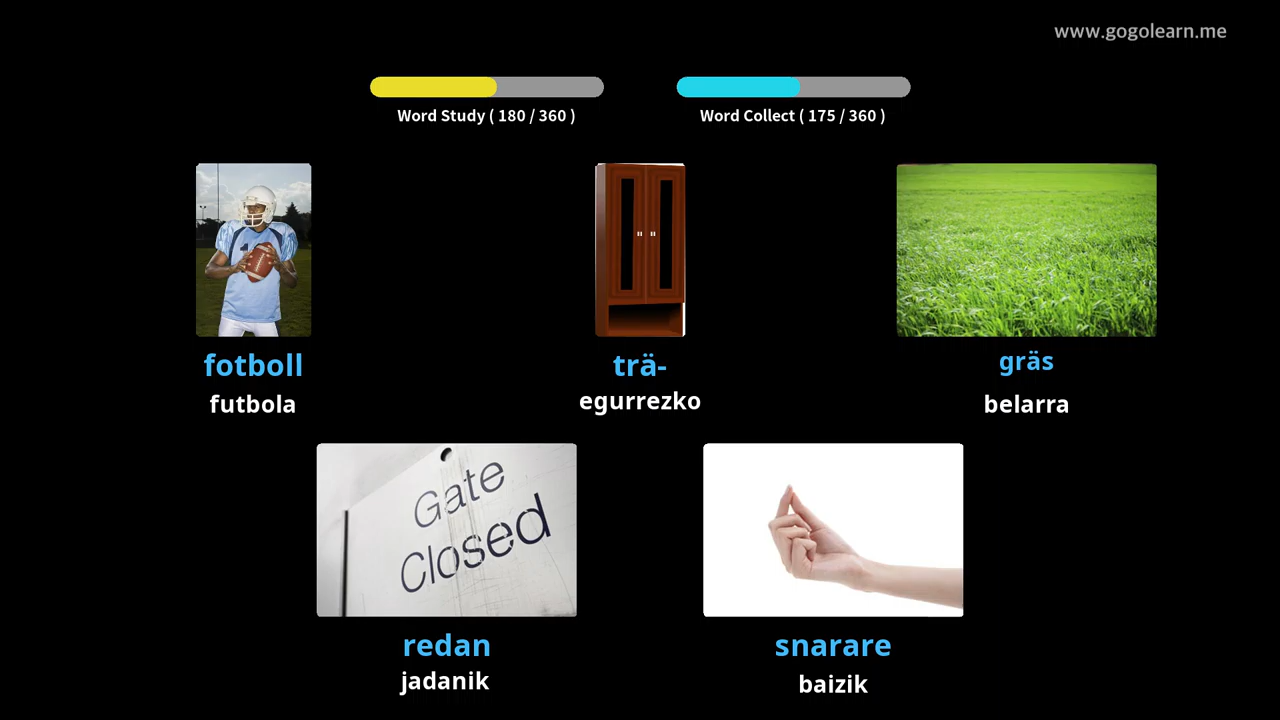 www.gogolearn.me
Word Study ( 180 / 360 )
Word Collect ( 175 / 360 )
fotboll
futbola
trä-
egurrezko
gräs
belarra
Gate
Closed
redan
jadanik
snarare
baizik